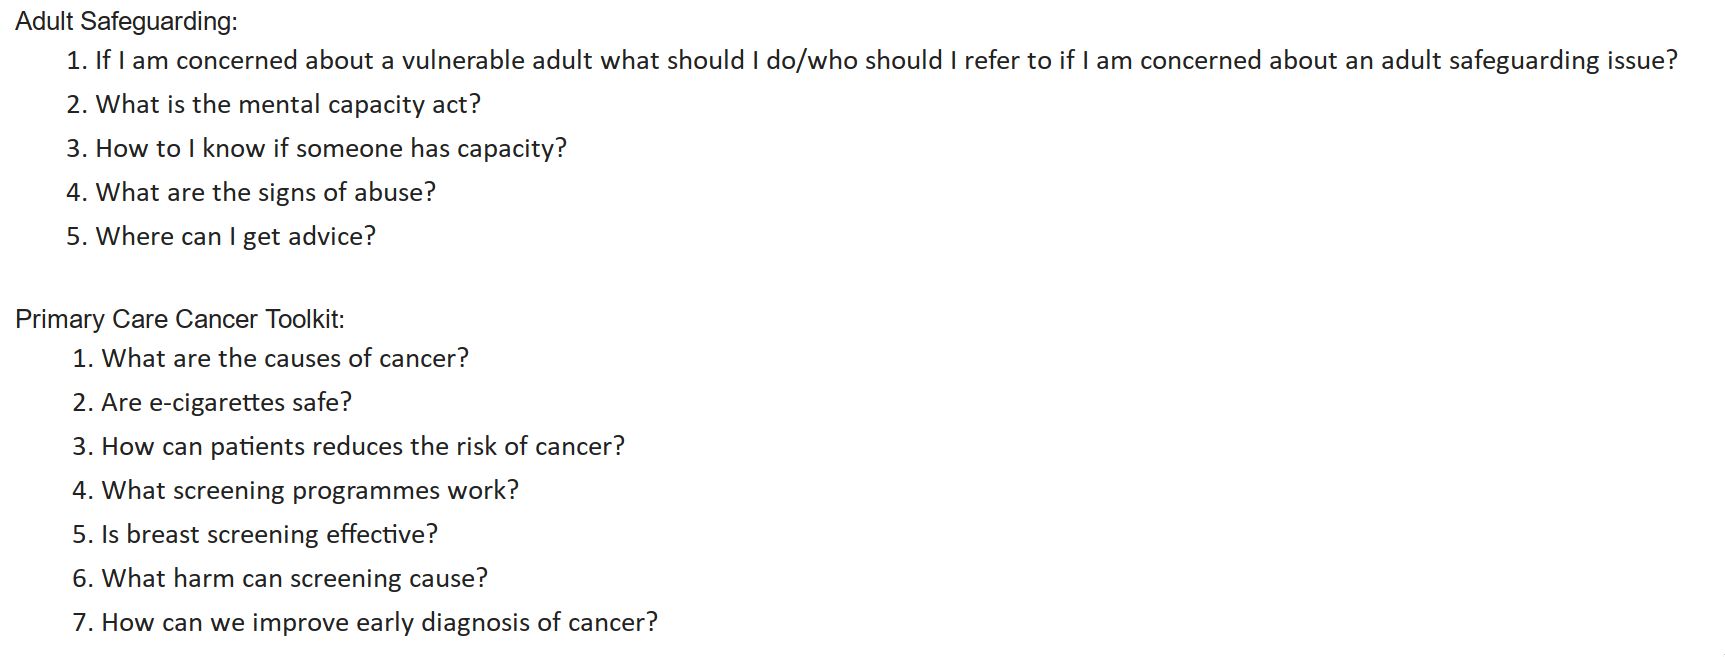 Adult Safeguarding:
1. If I am concerned about a vulnerable adult what should I do/who should I refer to if I am concerned about an adult safeguarding issue?
2. What is the mental capacity act?
3. How to I know if someone has capacity?
4. What are the signs of abuse?
5. Where can I get advice?
Primary Care Cancer Toolkit:
1. What are the causes of cancer?
2. Are e-cigarettes safe?
3. How can patients reduces the risk of cancer?
4. What screening programmes work?
5. Is breast screening effective?
6. What harm can screening cause?
7. How can we improve early diagnosis of cancer?